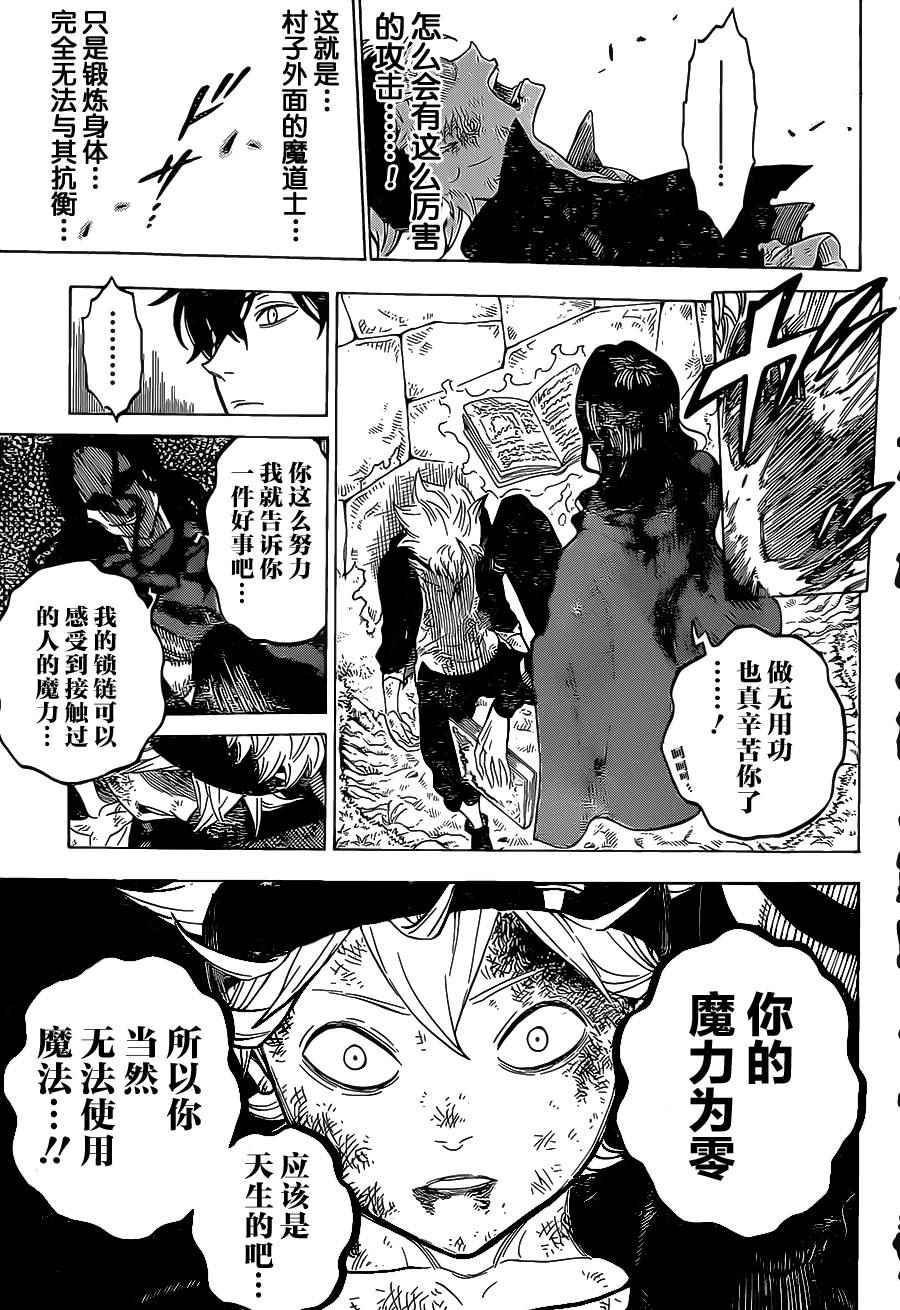 ———…
怎么会有这么厉害
的攻击……！
这就是…
村子外面的魔道士…
只是锻炼身体…
完全无法与其抗衡…
做无用功
也真辛苦你了
……！
呵呵呵
………
你这么努力
我就告诉你
一件好事吧…
我的锁链可以
感受到接触过
的人的魔力…
你的
魔力为零
应该是
天生的吧…
所以你
当然
无法使用
魔法…!!